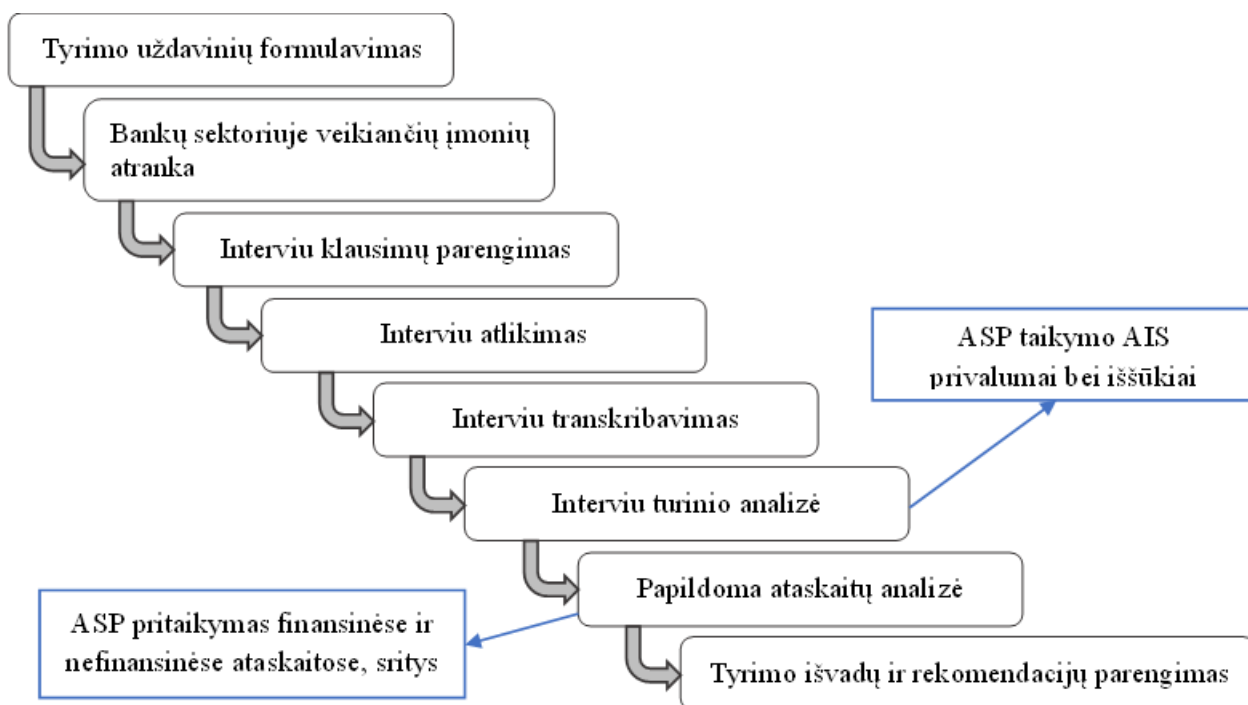 Tyrimo uždavinių formulavimas
Bankų sektoriuje veikiančių įmonių
atranka
Interviu klausimų parengimas
Interviu atlikimas
ASP taikymo AIS
privalumai bei iššūkiai
Interviu transkribavimas
Interviu turinio analizė
Papildoma ataskaitų analizė
ASP pritaikymas finansinėse ir
nefinansinėse ataskaitose, sritys
Tyrimo išvadų ir rekomendacijų parengimas